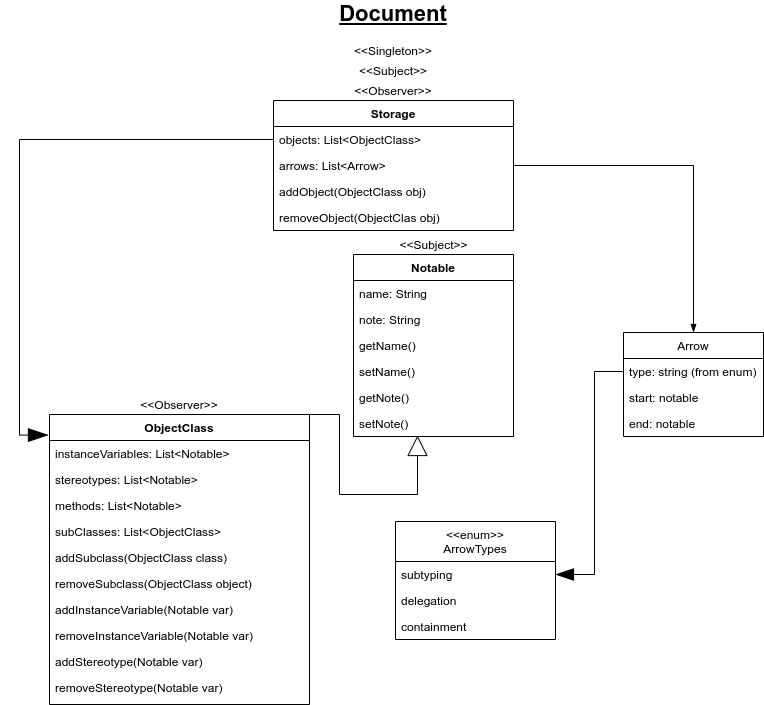 Document
<<Singleton>>
<<Subject>>
<<Observer>>
Storage
objects: List<ObjectClass>
arrows: List<Arrow>
addObject(ObjectClass obj)
removeObject(ObjectClas obj)
<<Subject>>
Notable
name: String
note: String
getName()
setName()
getNote()
setNote()
Arrow
type: string (from enum)
start: notable
end: notable
<<Observer>>
ObjectClass
instanceVariables: List<Notable>
stereotypes: List<Notable>
methods: List<Notable>
subClasses: List<ObjectClass>
addSubclass(ObjectClass class)
removeSubclass(ObjectClass object)
addInstanceVariable(Notable var)
removeInstanceVariable(Notable var)
addStereotype(Notable var)
removeStereotype(Notable var)
<<enum>>
ArrowTypes
subtyping
delegation
containment